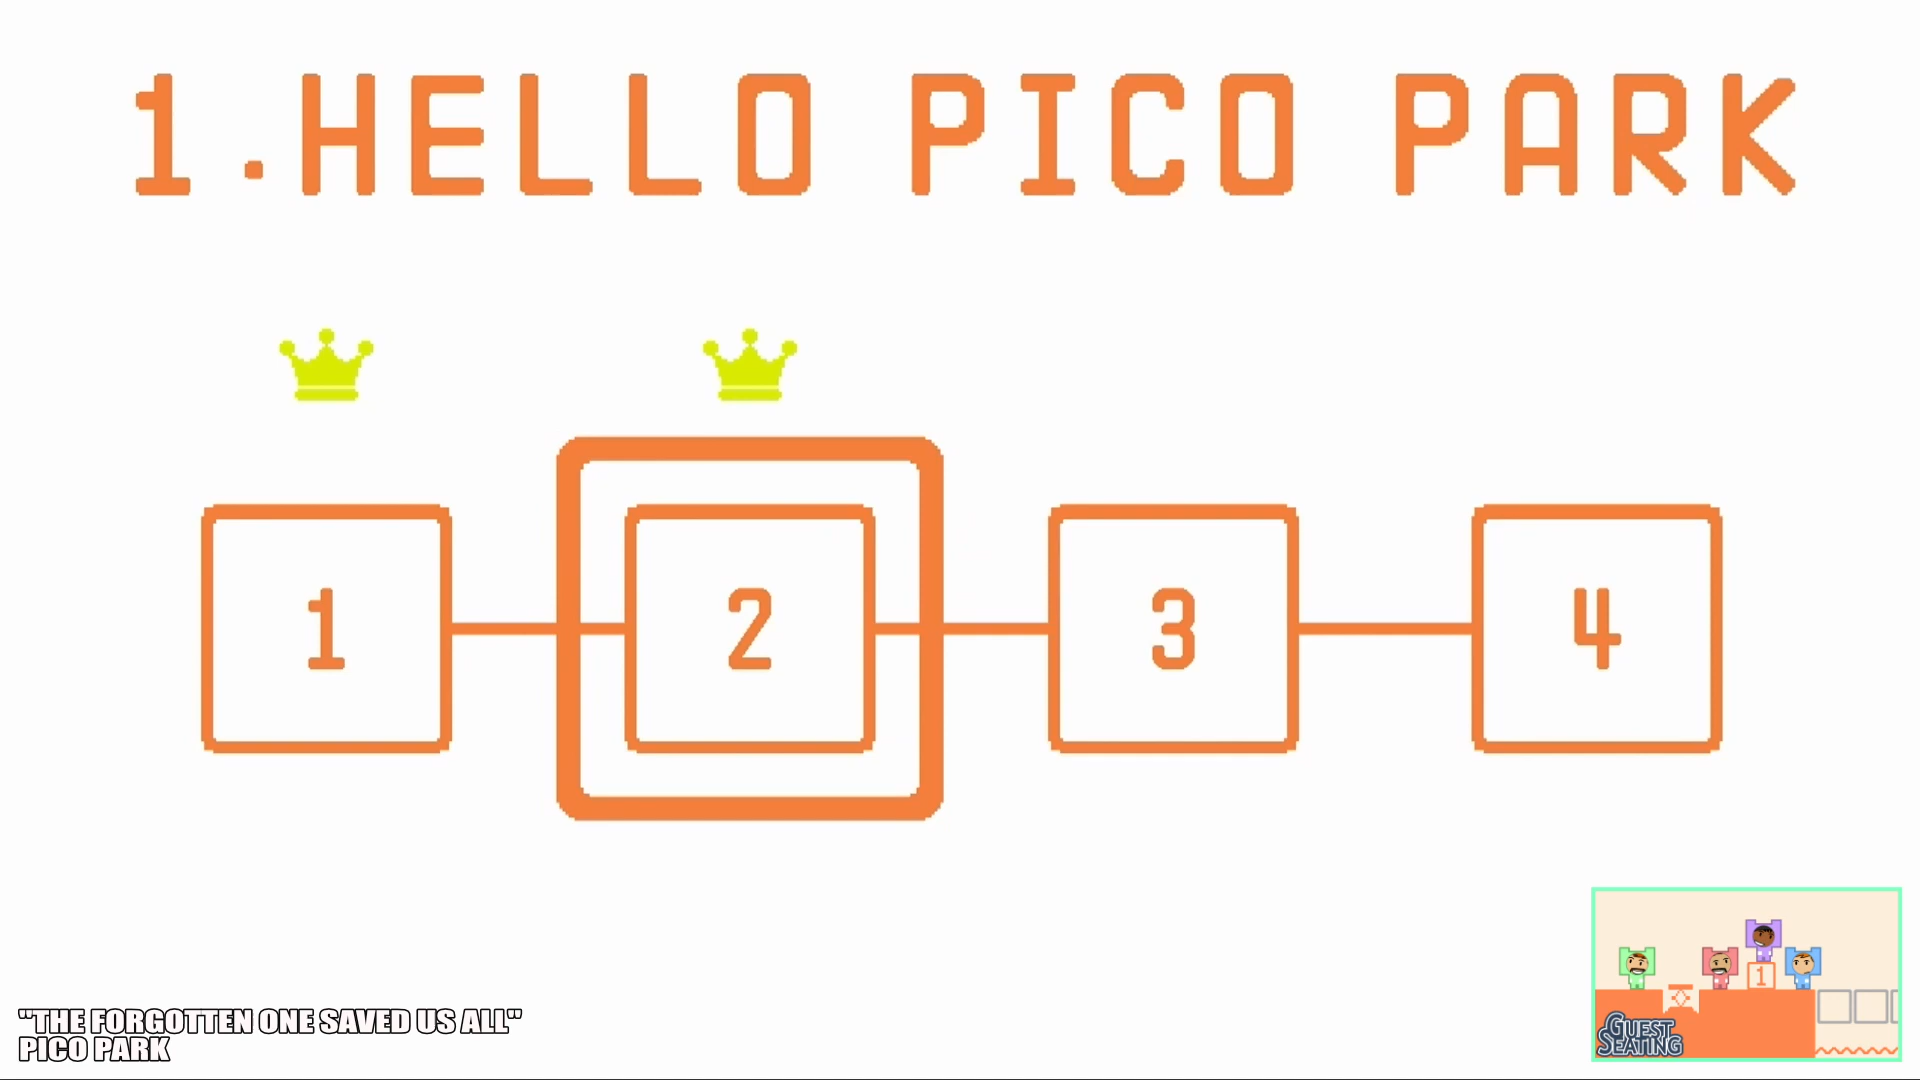 1.HELLO PICO PARK
1
2
3
4
1
GUEST
SEATING
"THE FORGOTTEN ONE SAVED US ALL"
PICO PARK